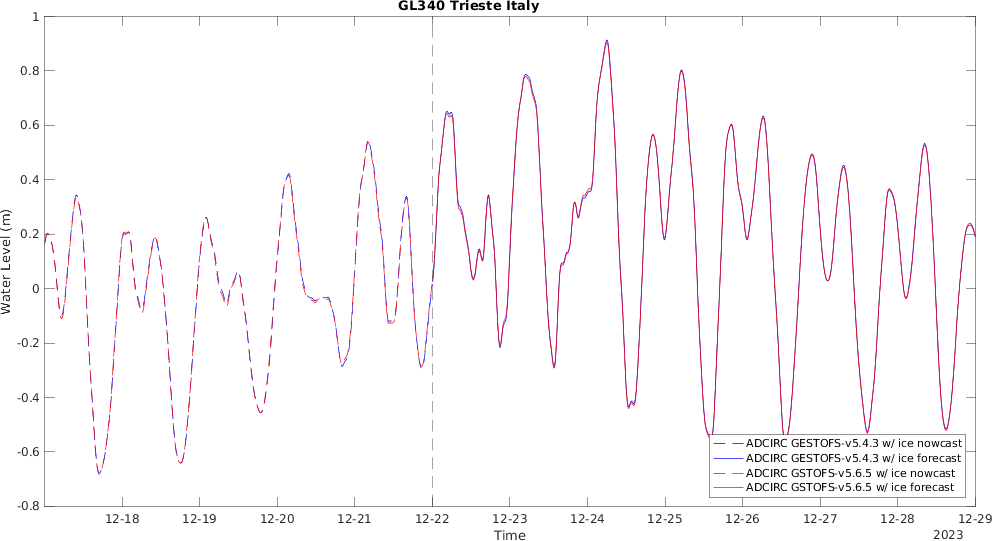 GL340 Trieste Italy
1
0.8
0.6
0.4
0.2
0
-0.2
-0.4
-0.6
-0.8
Water Level (m)
ADCIRC GESTOFS-v5.4.3 w/ ice nowcast
ADCIRC GESTOFS-v5.4.3 w/ ice forecast
ADCIRC GSTOFS-v5.6.5 w/ ice nowcast
ADCIRC GSTOFS-v5.6.5 w/ ice forecast
12-18 12-19 12-20 12-21 12-22 12-23 12-24 12-25 12-26 12-27 12-28 12-29
Time
2023